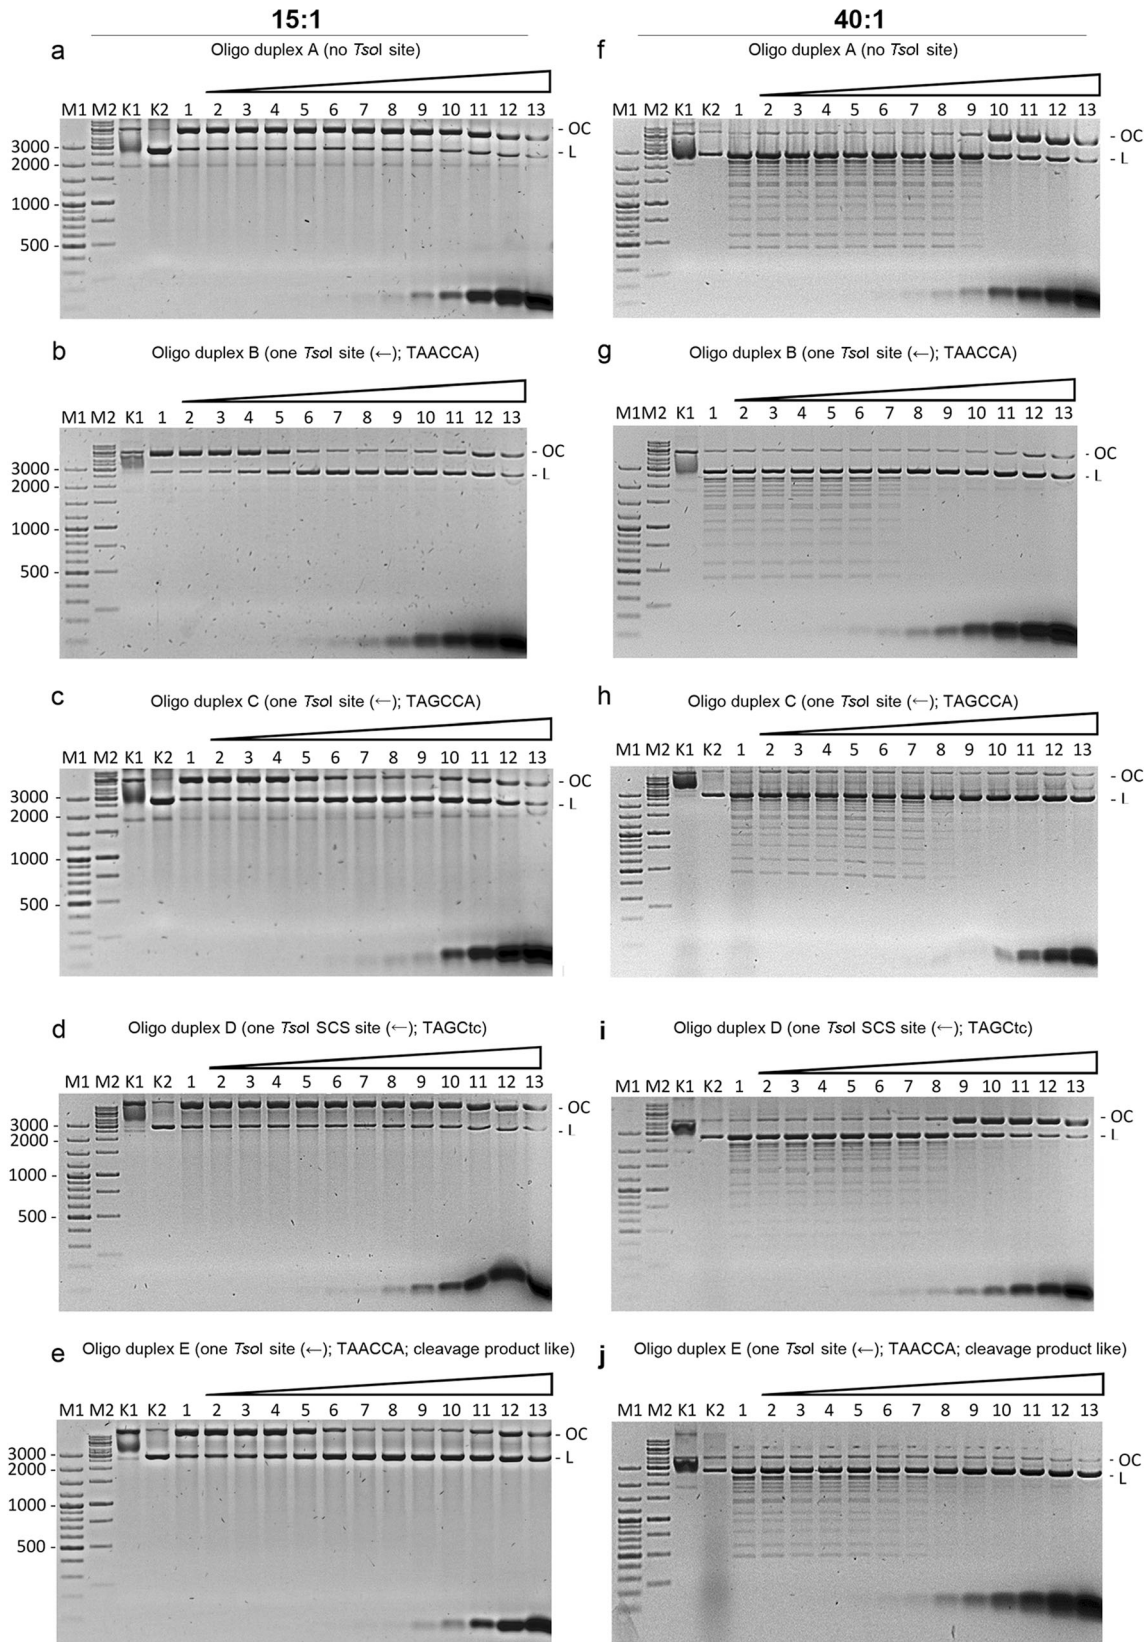 15:1
40:1
a
Oligo duplex A (no TsoI site)
M1 M2 K1 K2 1 2 3 4 5 6 7 8 9 10 11 12 13
3000 -
2000 -
1000 -
500 -
- OC
- L
f
Oligo duplex A (no TsoI site)
M1 M2 K1 K2 1 2 3 4 5 6 7 8 9 10 11 12 13
- OC
- L
b
Oligo duplex B (one TsoI site (←); TAACCA)
M1 M2 K1 1 2 3 4 5 6 7 8 9 10 11 12 13
3000 -
2000 -
1000 -
500 -
- OC
- L
g
Oligo duplex B (one TsoI site (←); TAACCA)
M1 M2 K1 1 2 3 4 5 6 7 8 9 10 11 12 13
- OC
- L
c
Oligo duplex C (one TsoI site (←); TAGCCA)
M1 M2 K1 K2 1 2 3 4 5 6 7 8 9 10 11 12 13
3000 -
2000 -
1000 -
500 -
- OC
- L
h
Oligo duplex C (one TsoI site (←); TAGCCA)
M1 M2 K1 K2 1 2 3 4 5 6 7 8 9 10 11 12 13
- OC
- L
d
Oligo duplex D (one TsoI SCS site (←); TAGCtc)
M1 M2 K1 K2 1 2 3 4 5 6 7 8 9 10 11 12 13
3000 -
2000 -
1000 -
500 -
- OC
- L
i
Oligo duplex D (one TsoI SCS site (←); TAGCtc)
M1 M2 K1 K2 1 2 3 4 5 6 7 8 9 10 11 12 13
- OC
- L
e
Oligo duplex E (one TsoI site (←); TAACCA; cleavage product like)
M1 M2 K1 K2 1 2 3 4 5 6 7 8 9 10 11 12 13
3000 -
2000 -
1000 -
500 -
- OC
- L
j
Oligo duplex E (one TsoI site (←); TAACCA; cleavage product like)
M1 M2 K1 K2 1 2 3 4 5 6 7 8 9 10 11 12 13
- OC
- L